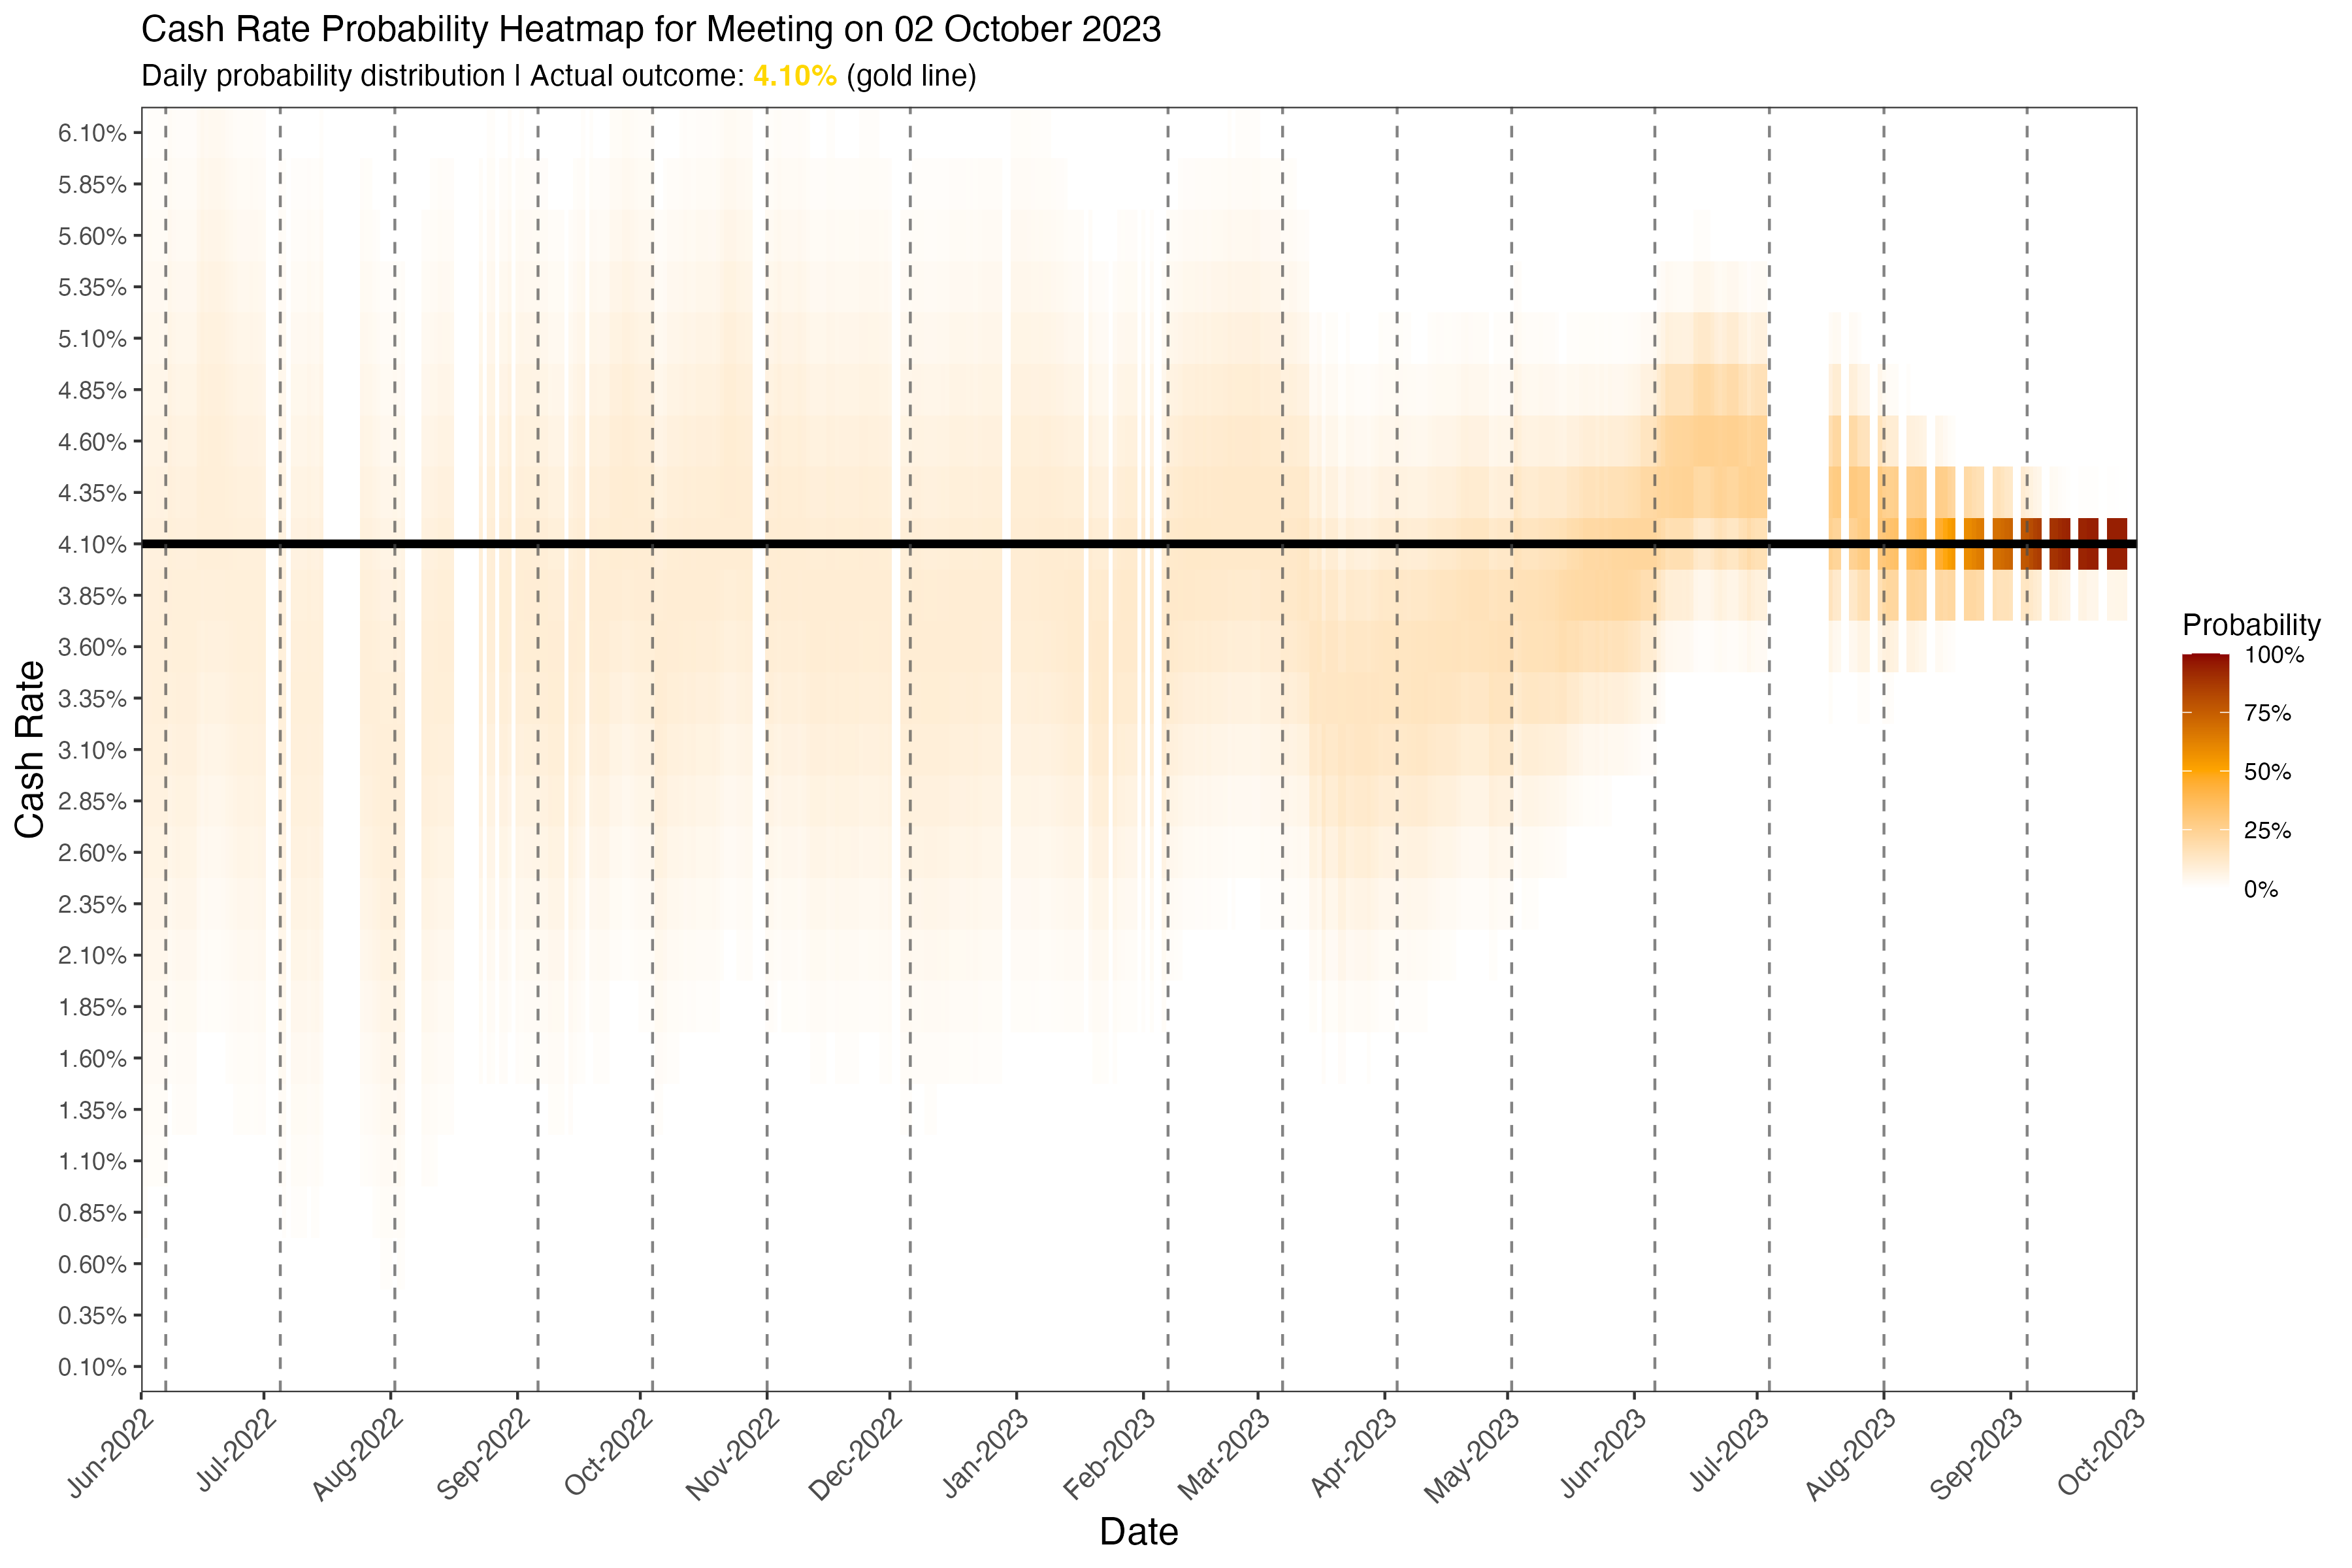 Cash Rate Probability Heatmap for Meeting on 02 October 2023
Daily probability distribution | Actual outcome: 4.10% (gold line)
6.10%
5.85%
5.60%
5.35%
5.10%
4.85%
4.60%
4.35%
4.10%
3.85%
3.60%
3.35%
3.10%
2.85%
2.60%
2.35%
2.10%
1.85%
1.60%
1.35%
1.10%
0.85%
0.60%
0.35%
0.10%
Cash Rate
Jun-2022
Jul-2022
Aug-2022
Sep-2022
Oct-2022
Nov-2022
Dec-2022
Jan-2023
Feb-2023
Mar-2023
Apr-2023
May-2023
Jun-2023
Jul-2023
Aug-2023
Sep-2023
Oct-2023
Date
Probability
100%
75%
50%
25%
0%